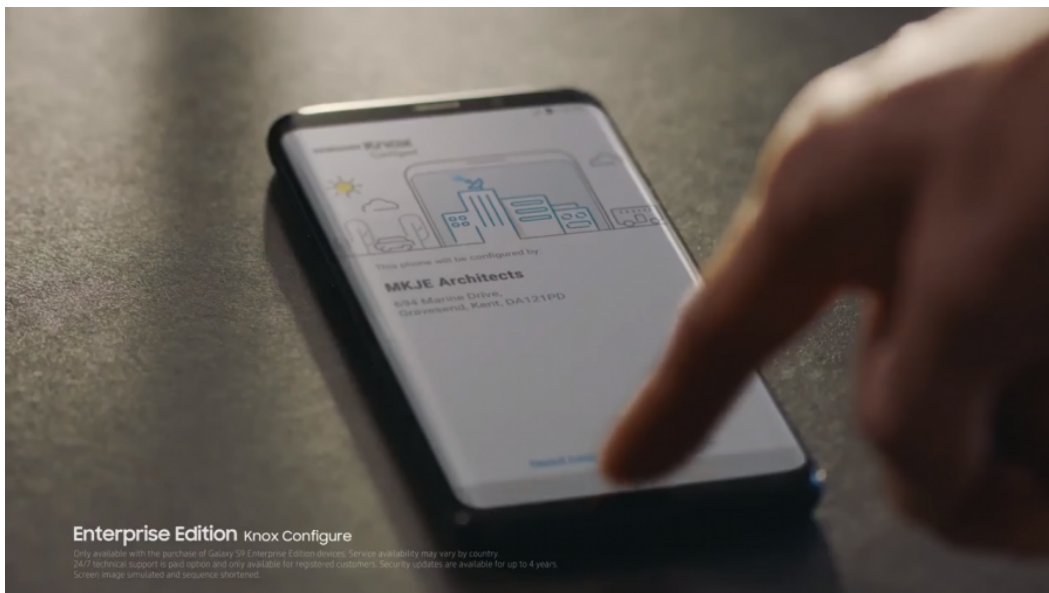 Knox
Configure
This phone will be configured by:
MKJE Architects
694 Marine Drive,
Gravesend, Kent, DA121PD
Enterprise Edition Knox Configure
Only available with the purchase of Galaxy S9 Enterprise Edition devices. Service availability may vary by country.
24/7 technical support is paid option and only available for registered customers. Security updates are available for up to 4 years.
Screen image simulated and sequence shortened.